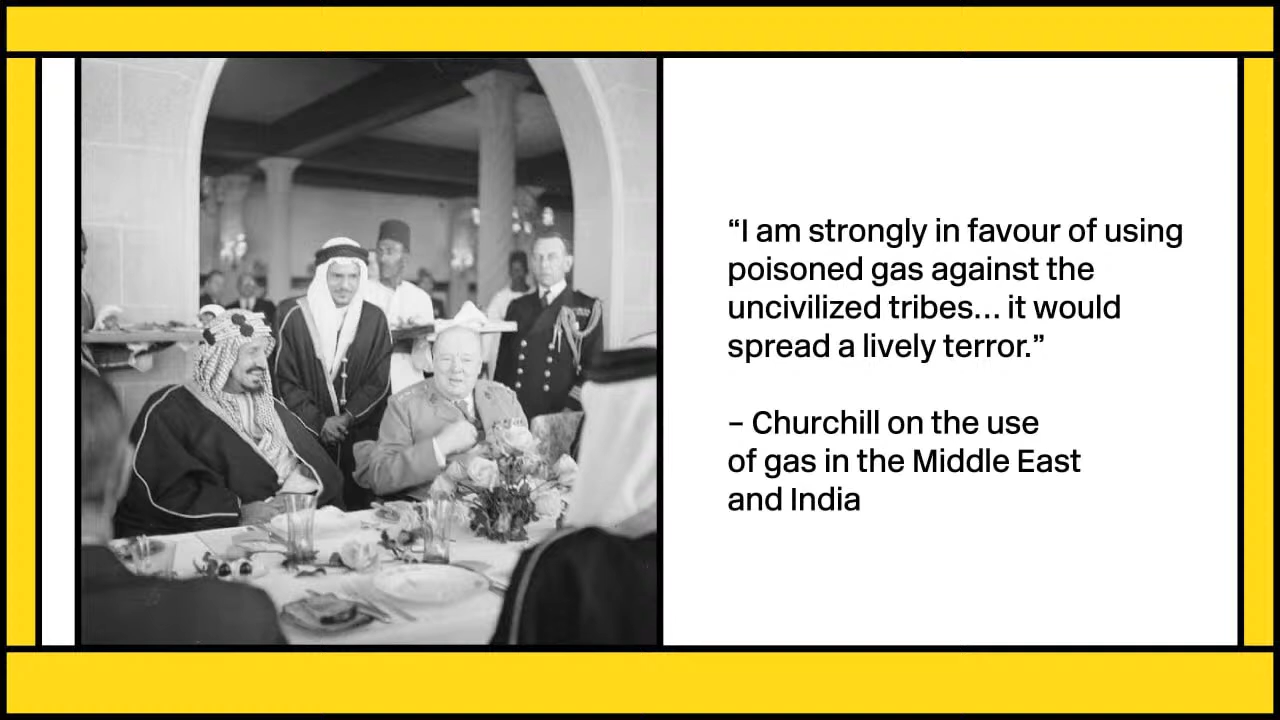 “I am strongly in favour of using
poisoned gas against the
uncivilized tribes... it would
spread a lively terror.”
– Churchill on the use
of gas in the Middle East
and India